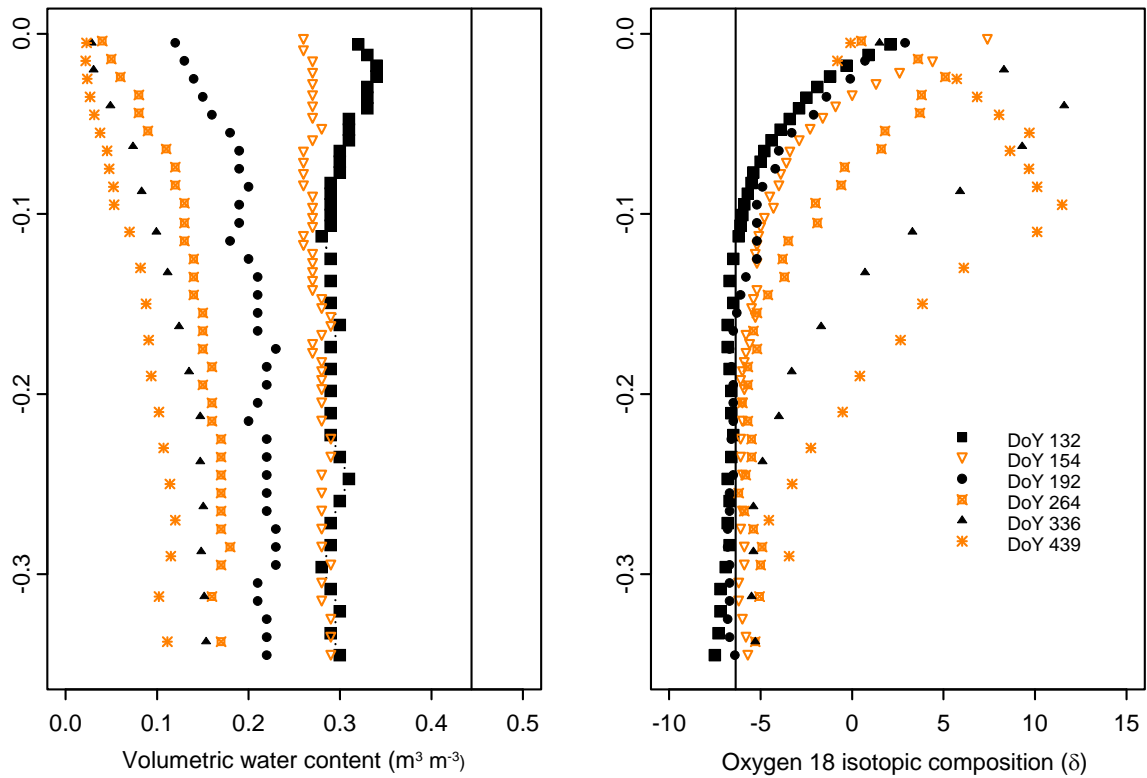 0.0
-0.1
-0.2
-0.3
0.0 0.1 0.2 0.3 0.4 0.5
Volumetric water content (m³ m⁻³)
0.0
-0.1
-0.2
-0.3
DoY 132
DoY 154
DoY 192
DoY 264
DoY 336
DoY 439
-10 -5 0 5 10 15
Oxygen 18 isotopic composition (δ)